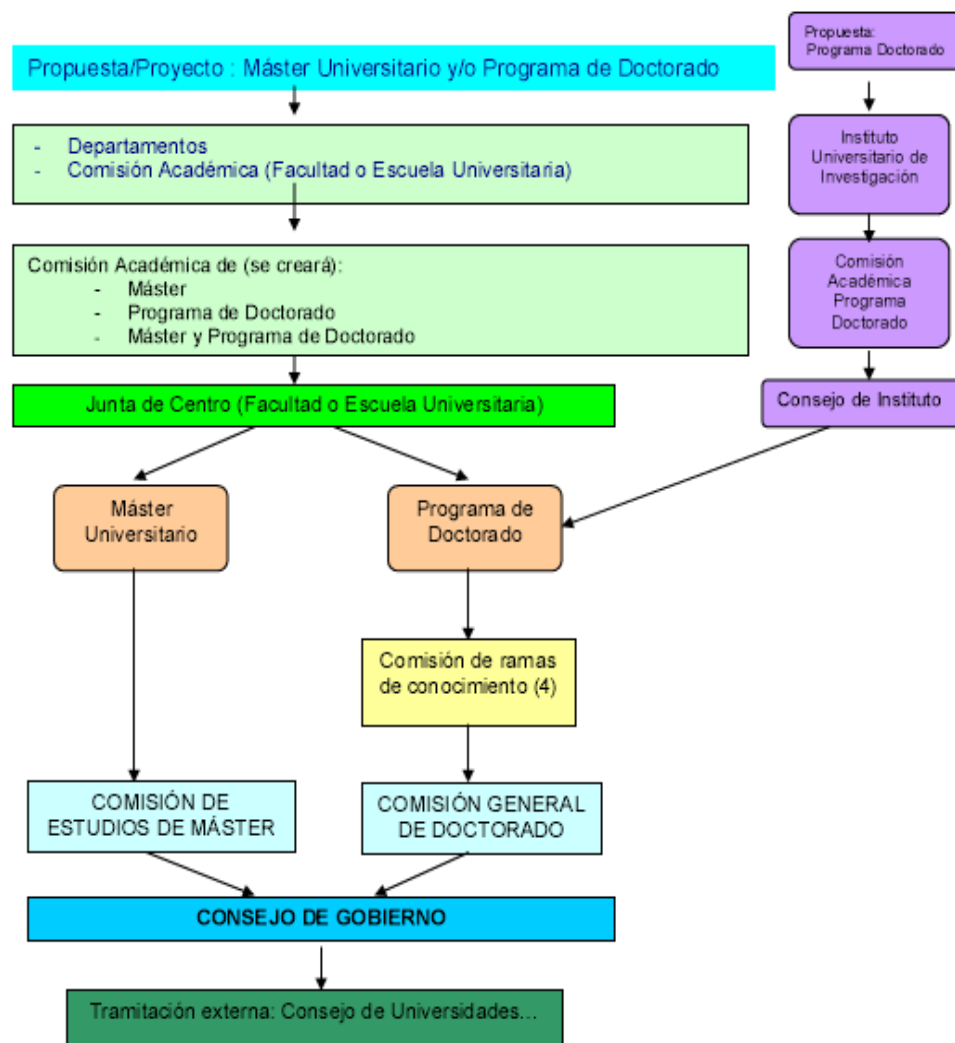 Propuesta/Proyecto : Máster Universitario y/o Programa de Doctorado
- Departamentos
- Comisión Académica (Facultad o Escuela Universitaria)
Comisión Académica de (se creará):
- Máster
- Programa de Doctorado
- Máster y Programa de Doctorado
Junta de Centro (Facultad o Escuela Universitaria)
Propuesta:
Programa Doctorado
Instituto
Universitario de
Investigación
Comisión
Académica
Programa
Doctorado
Consejo de Instituto
Máster
Universitario
Programa de
Doctorado
Comisión de ramas
de conocimiento (4)
COMISIÓN DE
ESTUDIOS DE MÁSTER
COMISIÓN GENERAL
DE DOCTORADO
CONSEJO DE GOBIERNO
Tramitación externa: Consejo de Universidades...